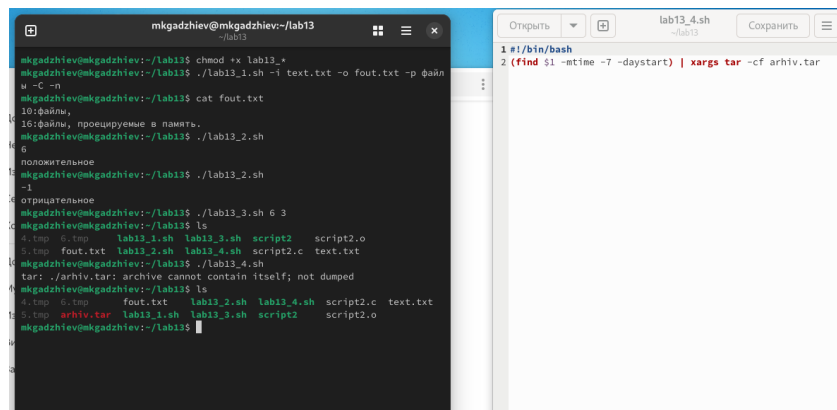 mkgadzhiev@mkgadzhiev:~/lab13
~/lab13
mkgadzhiev@mkgadzhiev:~/lab13$ chmod +x lab13_*
mkgadzhiev@mkgadzhiev:~/lab13$ ./lab13_1.sh -i text.txt -o fout.txt -p файл
ы -C -n
mkgadzhiev@mkgadzhiev:~/lab13$ cat fout.txt
10:файлы,
16:файлы, проецируемые в память.
mkgadzhiev@mkgadzhiev:~/lab13$ ./lab13_2.sh
6
положительное
mkgadzhiev@mkgadzhiev:~/lab13$ ./lab13_2.sh
-1
отрицательное
mkgadzhiev@mkgadzhiev:~/lab13$ ./lab13_3.sh 6 3
mkgadzhiev@mkgadzhiev:~/lab13$ ls
4.tmp 6.tmp lab13_1.sh lab13_3.sh script2 script2.o
5.tmp fout.txt lab13_2.sh lab13_4.sh script2.c text.txt
mkgadzhiev@mkgadzhiev:~/lab13$ ./lab13_4.sh
tar: ./arhiv.tar: archive cannot contain itself; not dumped
mkgadzhiev@mkgadzhiev:~/lab13$ ls
4.tmp 6.tmp fout.txt lab13_2.sh lab13_4.sh script2.c text.txt
5.tmp arhiv.tar lab13_1.sh lab13_3.sh script2 script2.o
mkgadzhiev@mkgadzhiev:~/lab13$
Открыть
lab13_4.sh
~/lab13
Сохранить
1 #!/bin/bash
2 (find $1 -mtime -7 -daystart) | xargs tar -cf arhiv.tar